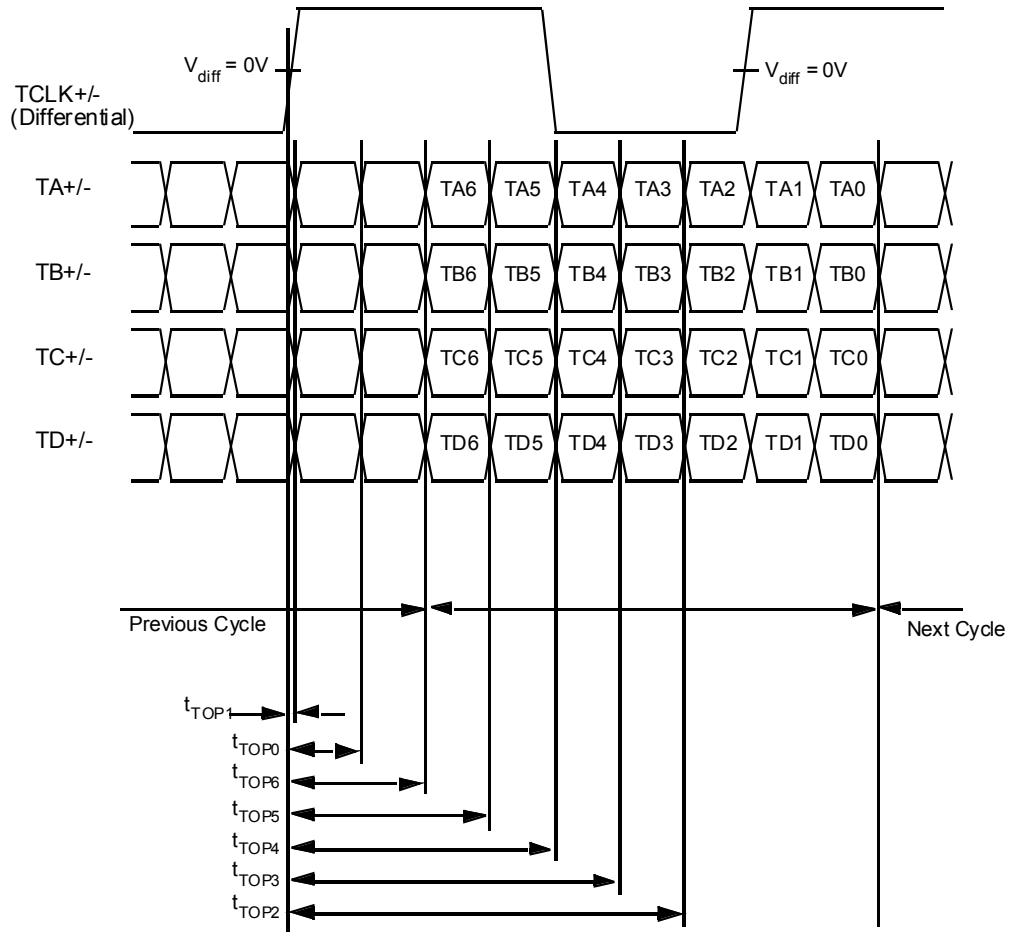 V_diff = 0V
V_diff = 0V
TCLK+/-
(Differential)
TA+/-
TA6 TA5 TA4 TA3 TA2 TA1 TA0
TB+/-
TB6 TB5 TB4 TB3 TB2 TB1 TB0
TC+/-
TC6 TC5 TC4 TC3 TC2 TC1 TC0
TD+/-
TD6 TD5 TD4 TD3 TD2 TD1 TD0
Previous Cycle
Next Cycle
t_TOP1
t_TOP0
t_TOP6
t_TOP5
t_TOP4
t_TOP3
t_TOP2